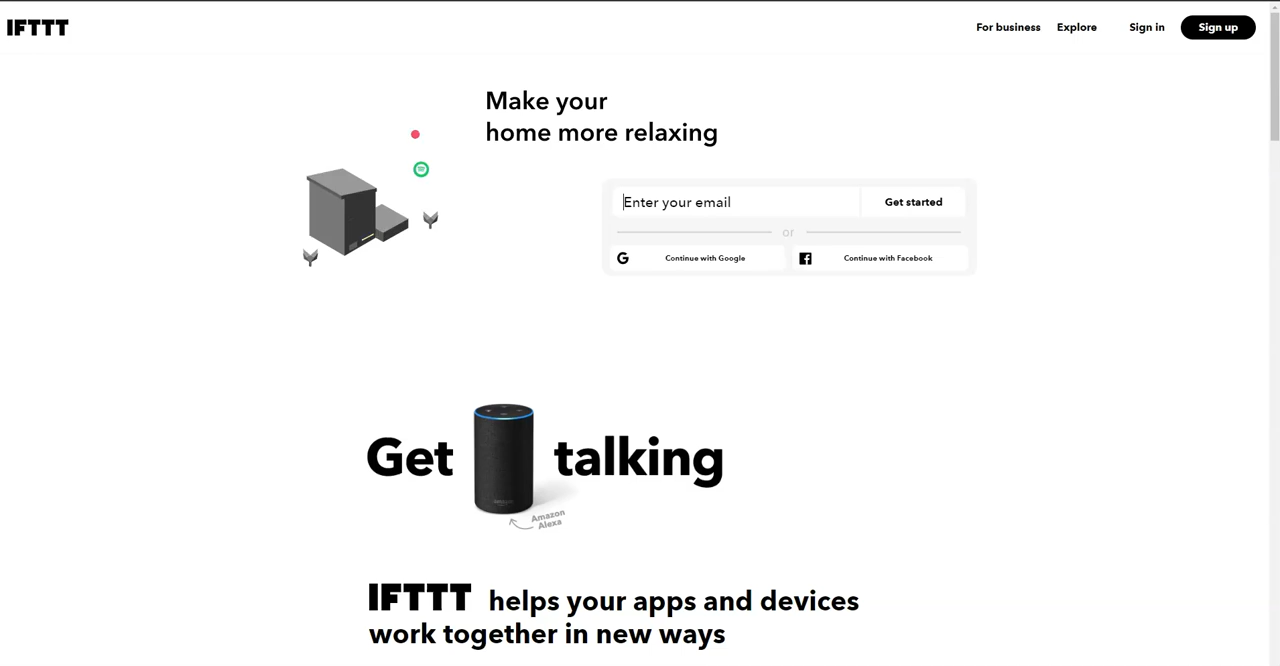 IFTTT
For business
Explore
Sign in
Sign up
Make your
home more relaxing
Enter your email
Get started
or
Continue with Google
Continue with Facebook
Get talking
Amazon
Alexa
IFTTT helps your apps and devices
work together in new ways